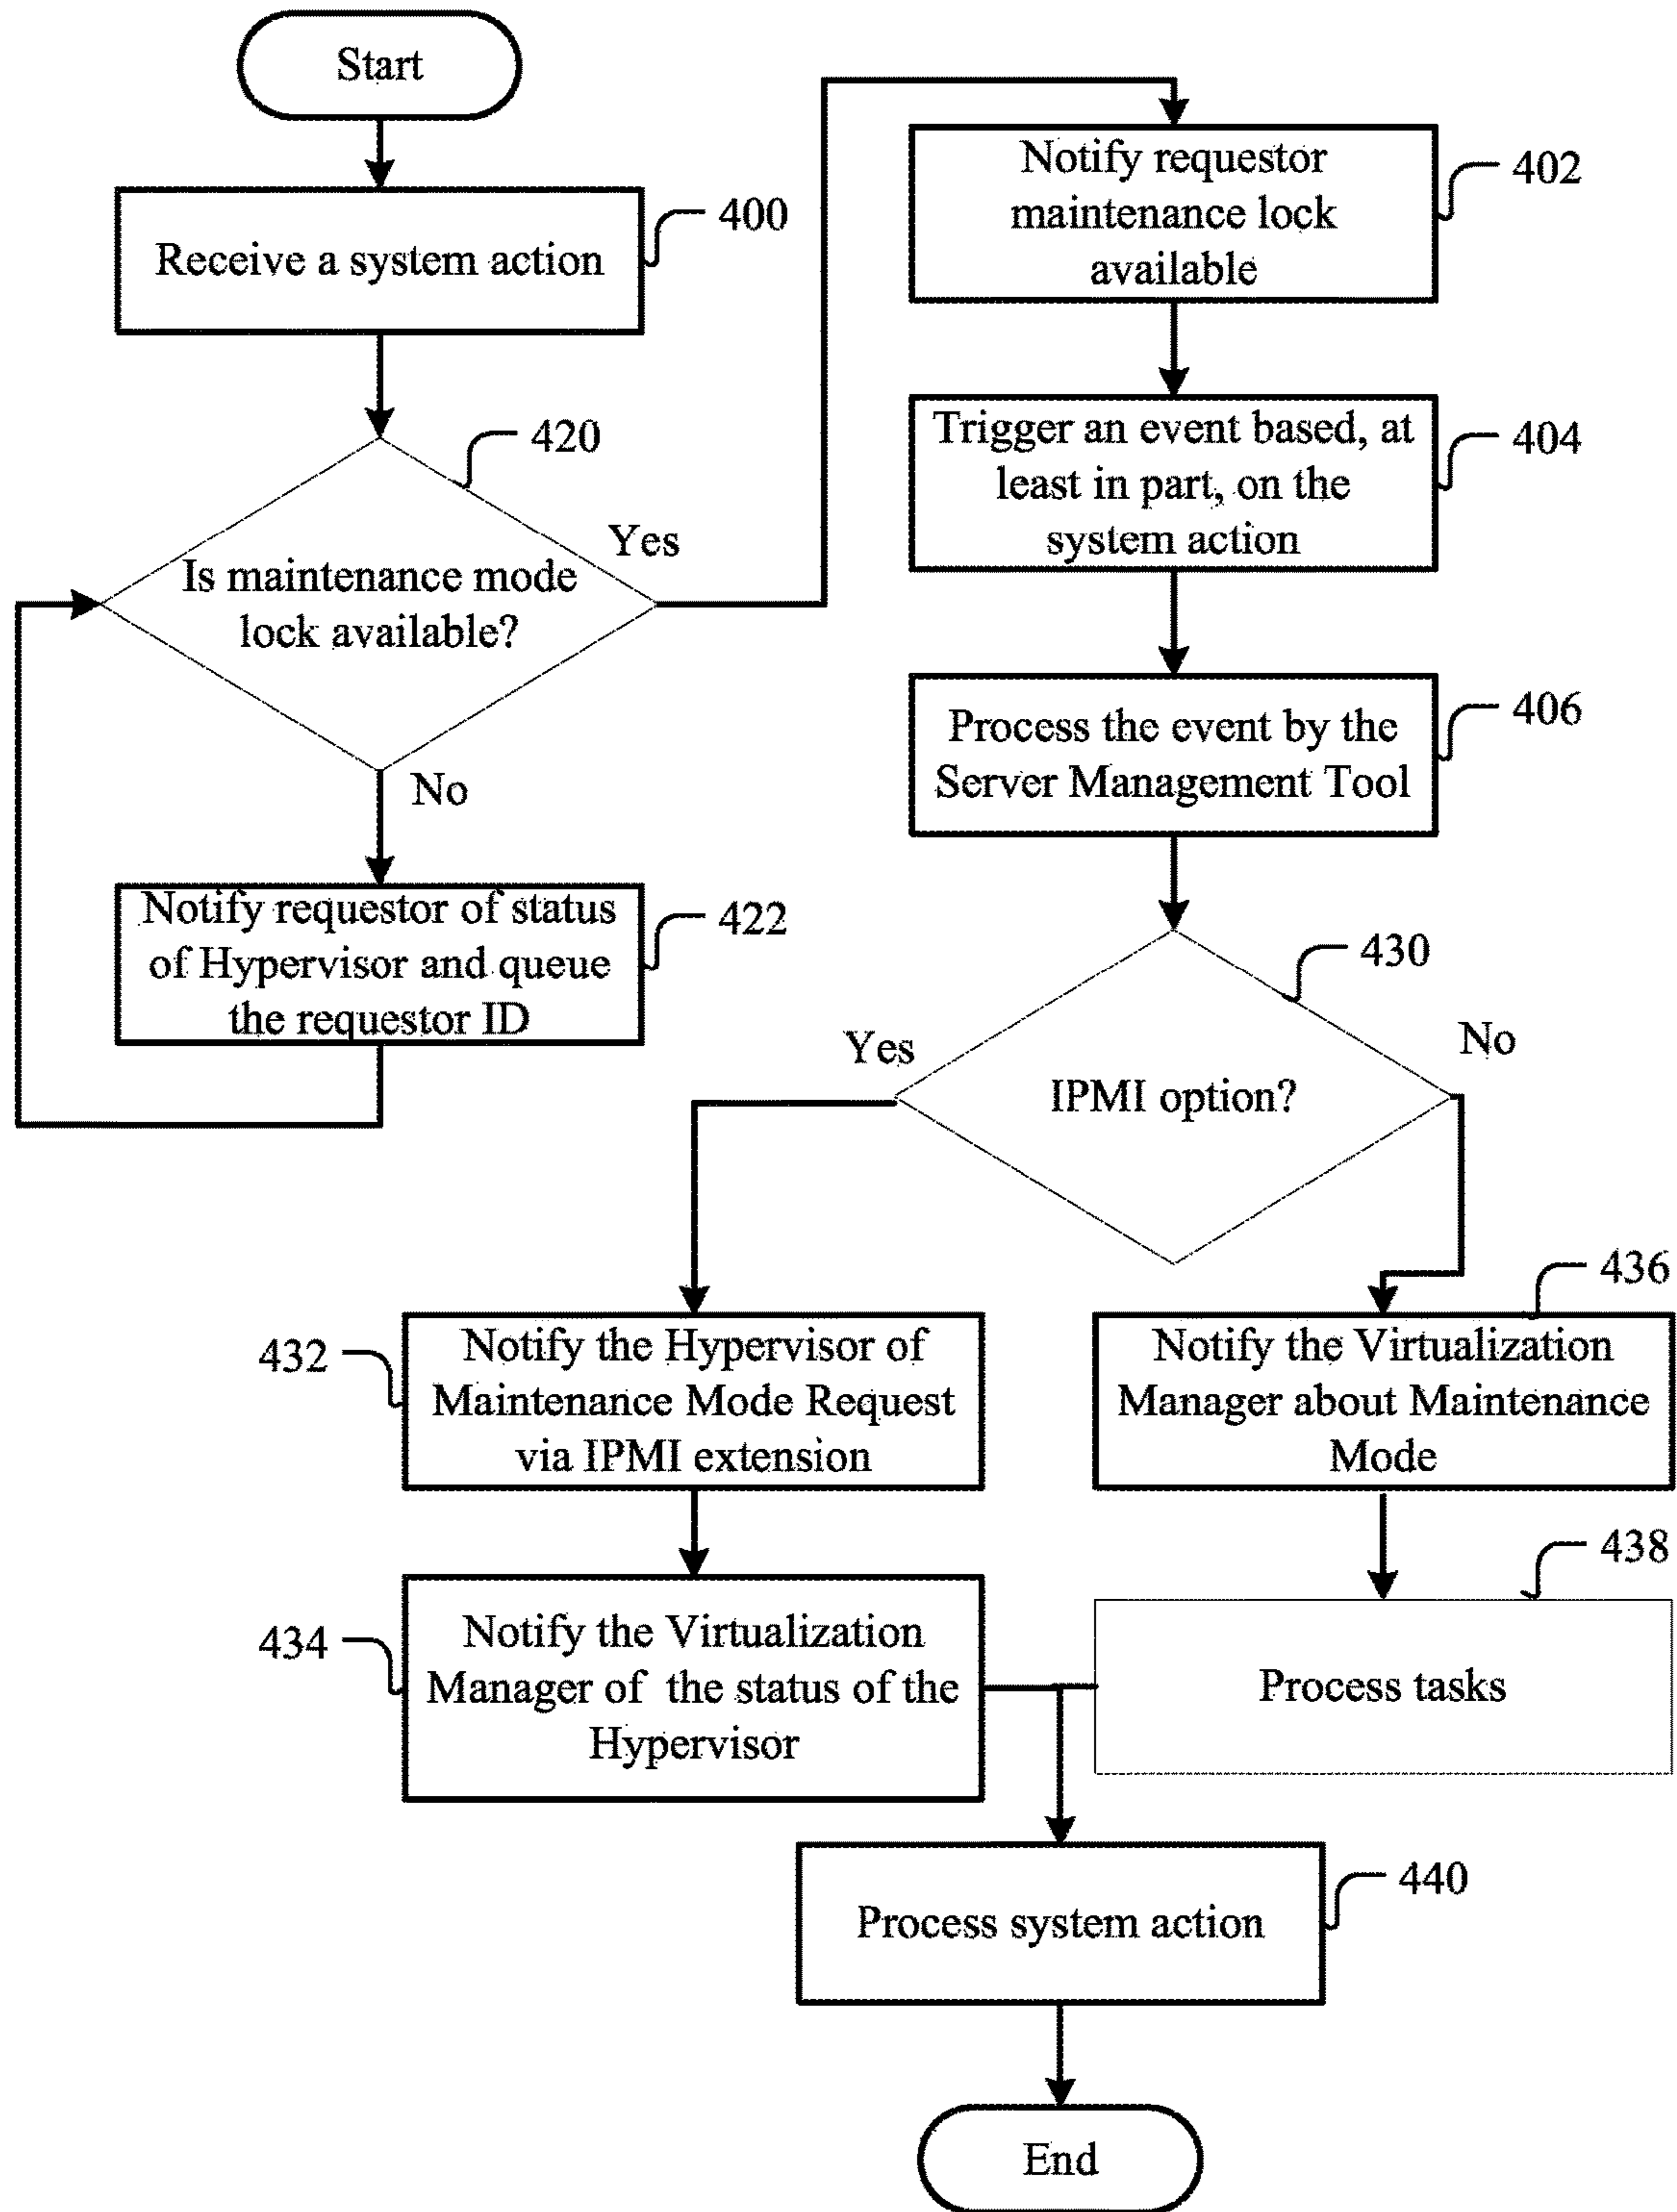 Start
Receive a system action
400
420
Yes
Is maintenance mode
lock available?
No
Notify requestor of status
of Hypervisor and queue
the requestor ID
422
Notify requestor
maintenance lock
available
402
Trigger an event based, at
least in part, on the
system action
404
Process the event by the
Server Management Tool
406
430
Yes
No
IPMI option?
432
Notify the Hypervisor of
Maintenance Mode Request
via IPMI extension
434
Notify the Virtualization
Manager of the status of the
Hypervisor
436
Notify the Virtualization
Manager about Maintenance
Mode
438
Process tasks
Process system action
440
End